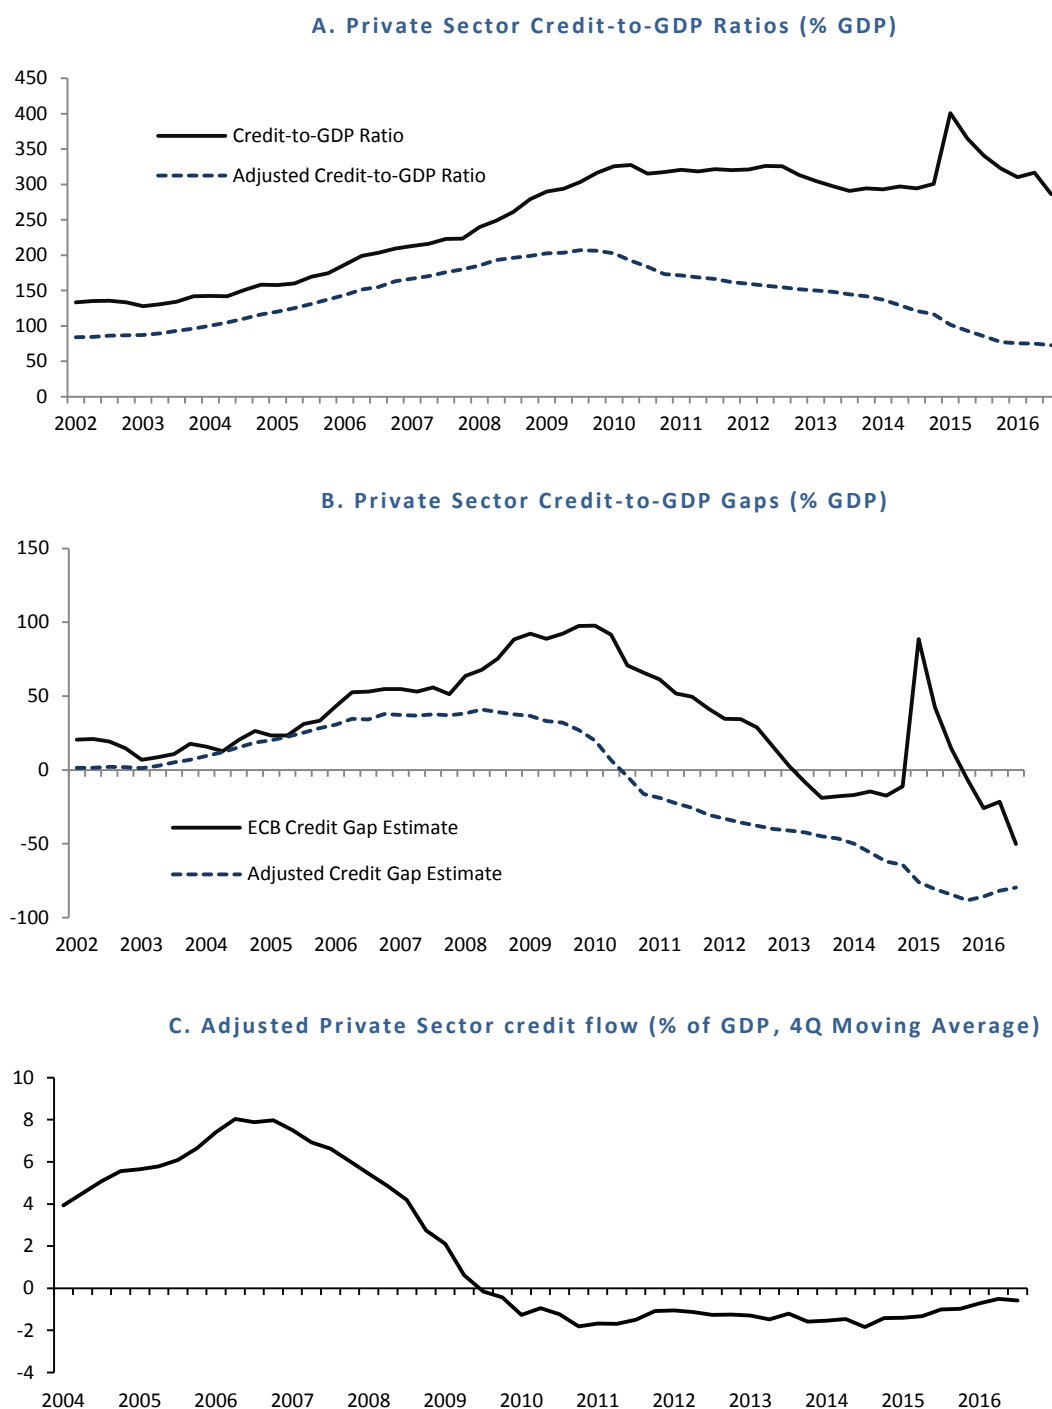 A. Private Sector Credit-to-GDP Ratios (% GDP)
450
400
350
300
250
200
150
100
50
0
Credit-to-GDP Ratio
Adjusted Credit-to-GDP Ratio
2002 2003 2004 2005 2006 2007 2008 2009 2010 2011 2012 2013 2014 2015 2016
B. Private Sector Credit-to-GDP Gaps (% GDP)
150
100
50
0
-50
-100
ECB Credit Gap Estimate
Adjusted Credit Gap Estimate
2002 2003 2004 2005 2006 2007 2008 2009 2010 2011 2012 2013 2014 2015 2016
C. Adjusted Private Sector credit flow (% of GDP, 4Q Moving Average)
10
8
6
4
2
0
-2
-4
2004 2005 2006 2007 2008 2009 2010 2011 2012 2013 2014 2015 2016